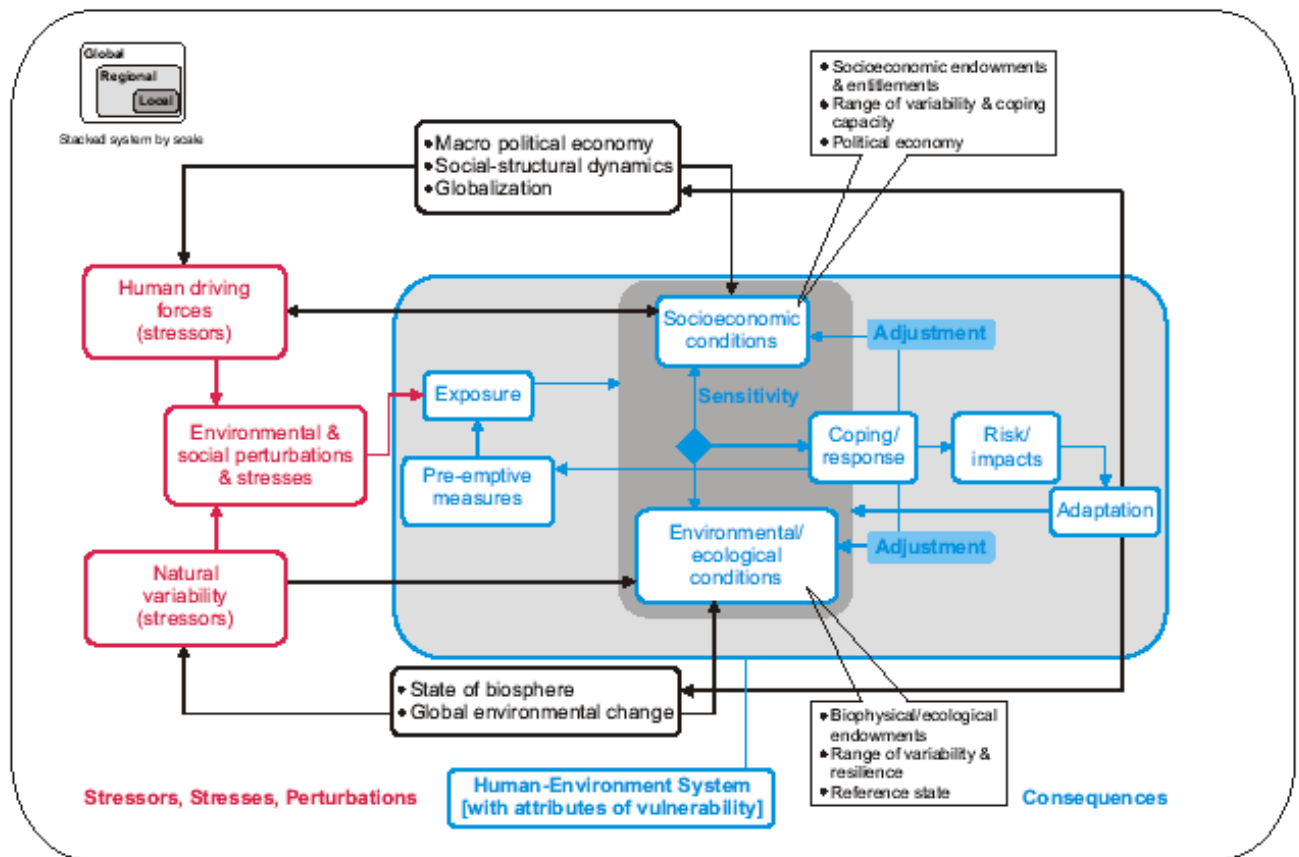 Global
Regional
Local
Stacked system by scale
• Macro political economy
• Social-structural dynamics
• Globalization
• Socioeconomic endowments
& entitlements
• Range of variability & coping
capacity
• Political economy
Human driving
forces
(stressors)
Socioeconomic
conditions
Adjustment
Exposure
Sensitivity
Environmental &
social perturbations
& stresses
Pre-emptive
measures
Coping/
response
Risk/
impacts
Adaptation
Natural
variability
(stressors)
Environmental/
ecological
conditions
Adjustment
• State of biosphere
• Global environmental change
• Biophysical/ecological
endowments
• Range of variability &
resilience
• Reference state
Stressors, Stresses, Perturbations
Human-Environment System
[with attributes of vulnerability]
Consequences